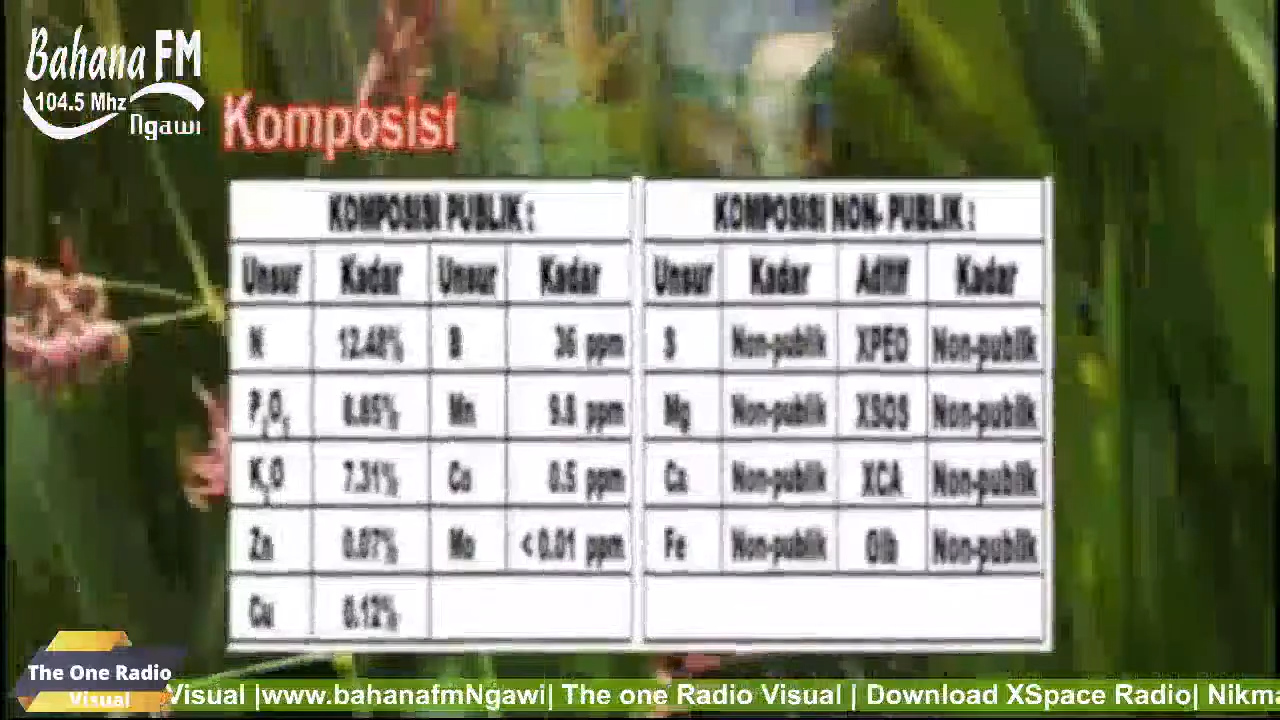 Bahana FM
104.5 Mhz
Ngawi
Komposisi
KOMPOSISI PUBLIK : KOMPOSISI NON- PUBLIK :
Unsur Kadar Unsur Kadar Unsur Kadar Aditif Kadar
N 12.48% B 36 ppm S Non-publik XPEO Non-publik
P₂O₅ Mn 9.8 ppm Mg Non-publik XSOS Non-publik
K₂O 7.31% Co 0.5 ppm Ca Non-publik XCA Non-publik
Zn 0.07% Mo < 0.01 ppm Fe Non-publik Non-publik
Cu 0.12%
The One Radio
Visual
Visual |www.bahanafmNgawi| The one Radio Visual | Download XSpace Radio| Nikma